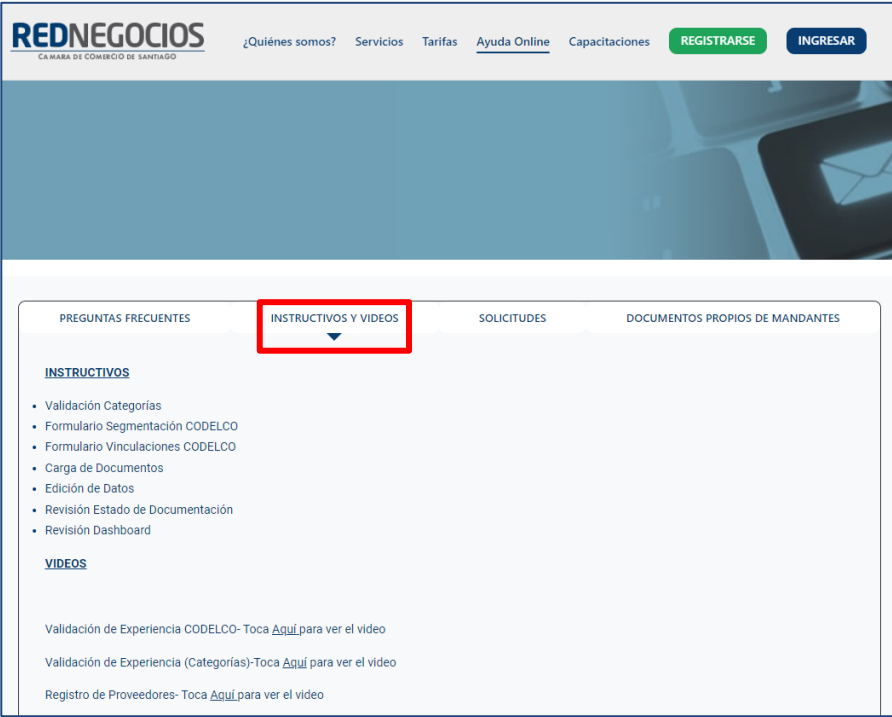 REDNEGOCIOS
CAMARA DE COMERCIO DE SANTIAGO
¿Quiénes somos? Servicios Tarifas Ayuda Online Capacitaciones REGISTRARSE INGRESAR
PREGUNTAS FRECUENTES INSTRUCTIVOS Y VIDEOS SOLICITUDES DOCUMENTOS PROPIOS DE MANDANTES
INSTRUCTIVOS
• Validación Categorías
• Formulario Segmentación CODELCO
• Formulario Vinculaciones CODELCO
• Carga de Documentos
• Edición de Datos
• Revisión Estado de Documentación
• Revisión Dashboard
VIDEOS
Validación de Experiencia CODELCO- Toca Aquí para ver el video
Validación de Experiencia (Categorías)-Toca Aquí para ver el video
Registro de Proveedores- Toca Aquí para ver el video